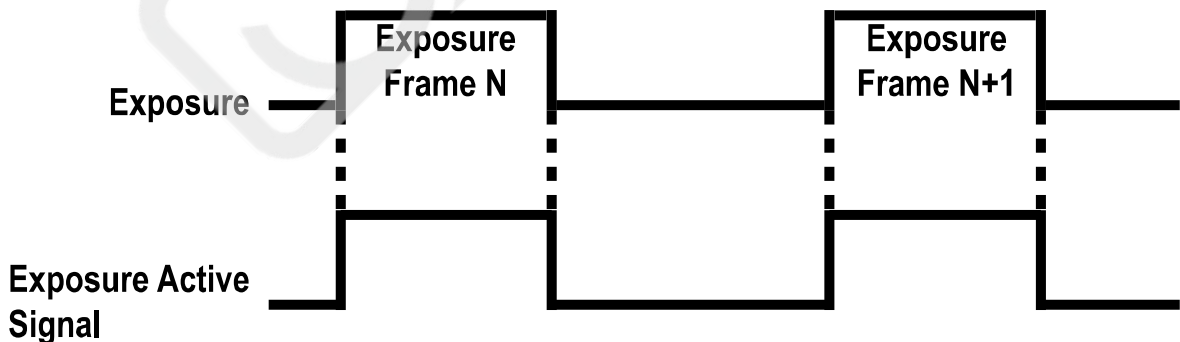 Exposure
Frame N
Exposure
Frame N+1
Exposure
Exposure Active
Signal